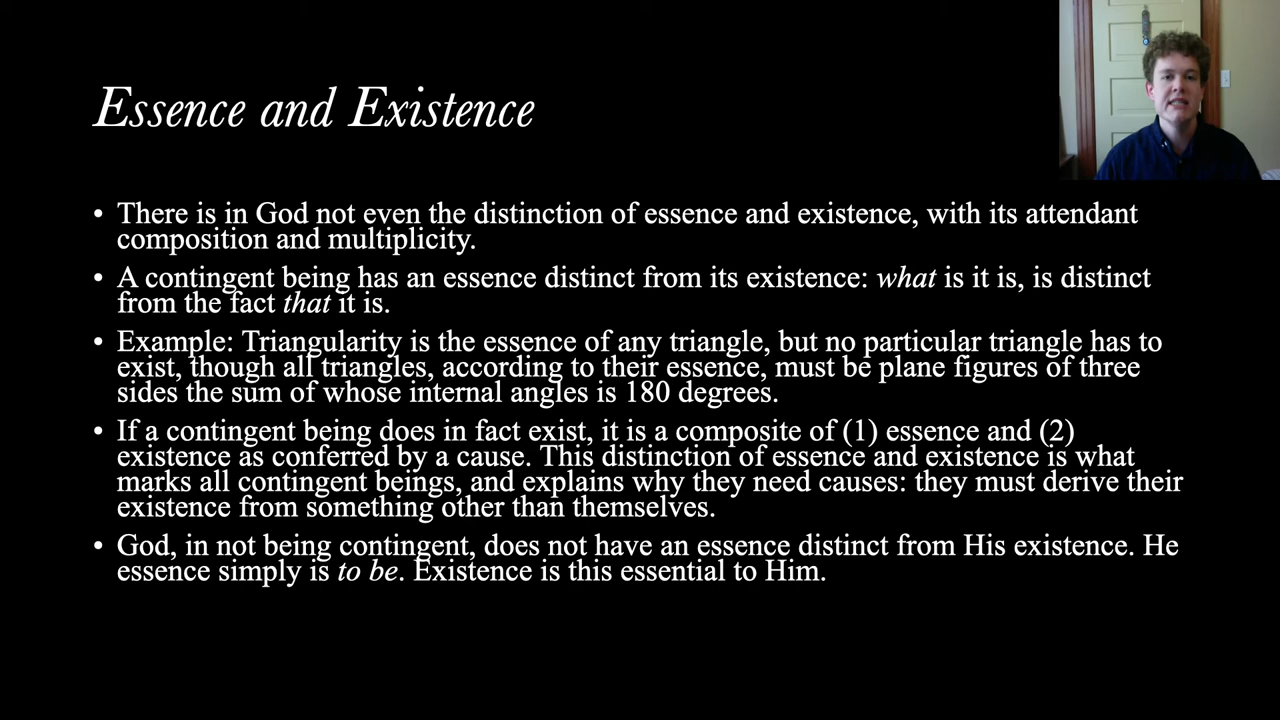 Essence and Existence
• There is in God not even the distinction of essence and existence, with its attendant
composition and multiplicity.
• A contingent being has an essence distinct from its existence: what is it is, is distinct
from the fact that it is.
• Example: Triangularity is the essence of any triangle, but no particular triangle has to
exist, though all triangles, according to their essence, must be plane figures of three
sides the sum of whose internal angles is 180 degrees.
• If a contingent being does in fact exist, it is a composite of (1) essence and (2)
existence as conferred by a cause. This distinction of essence and existence is what
marks all contingent beings, and explains why they need causes: they must derive their
existence from something other than themselves.
• God, in not being contingent, does not have an essence distinct from His existence. He
essence simply is to be. Existence is this essential to Him.